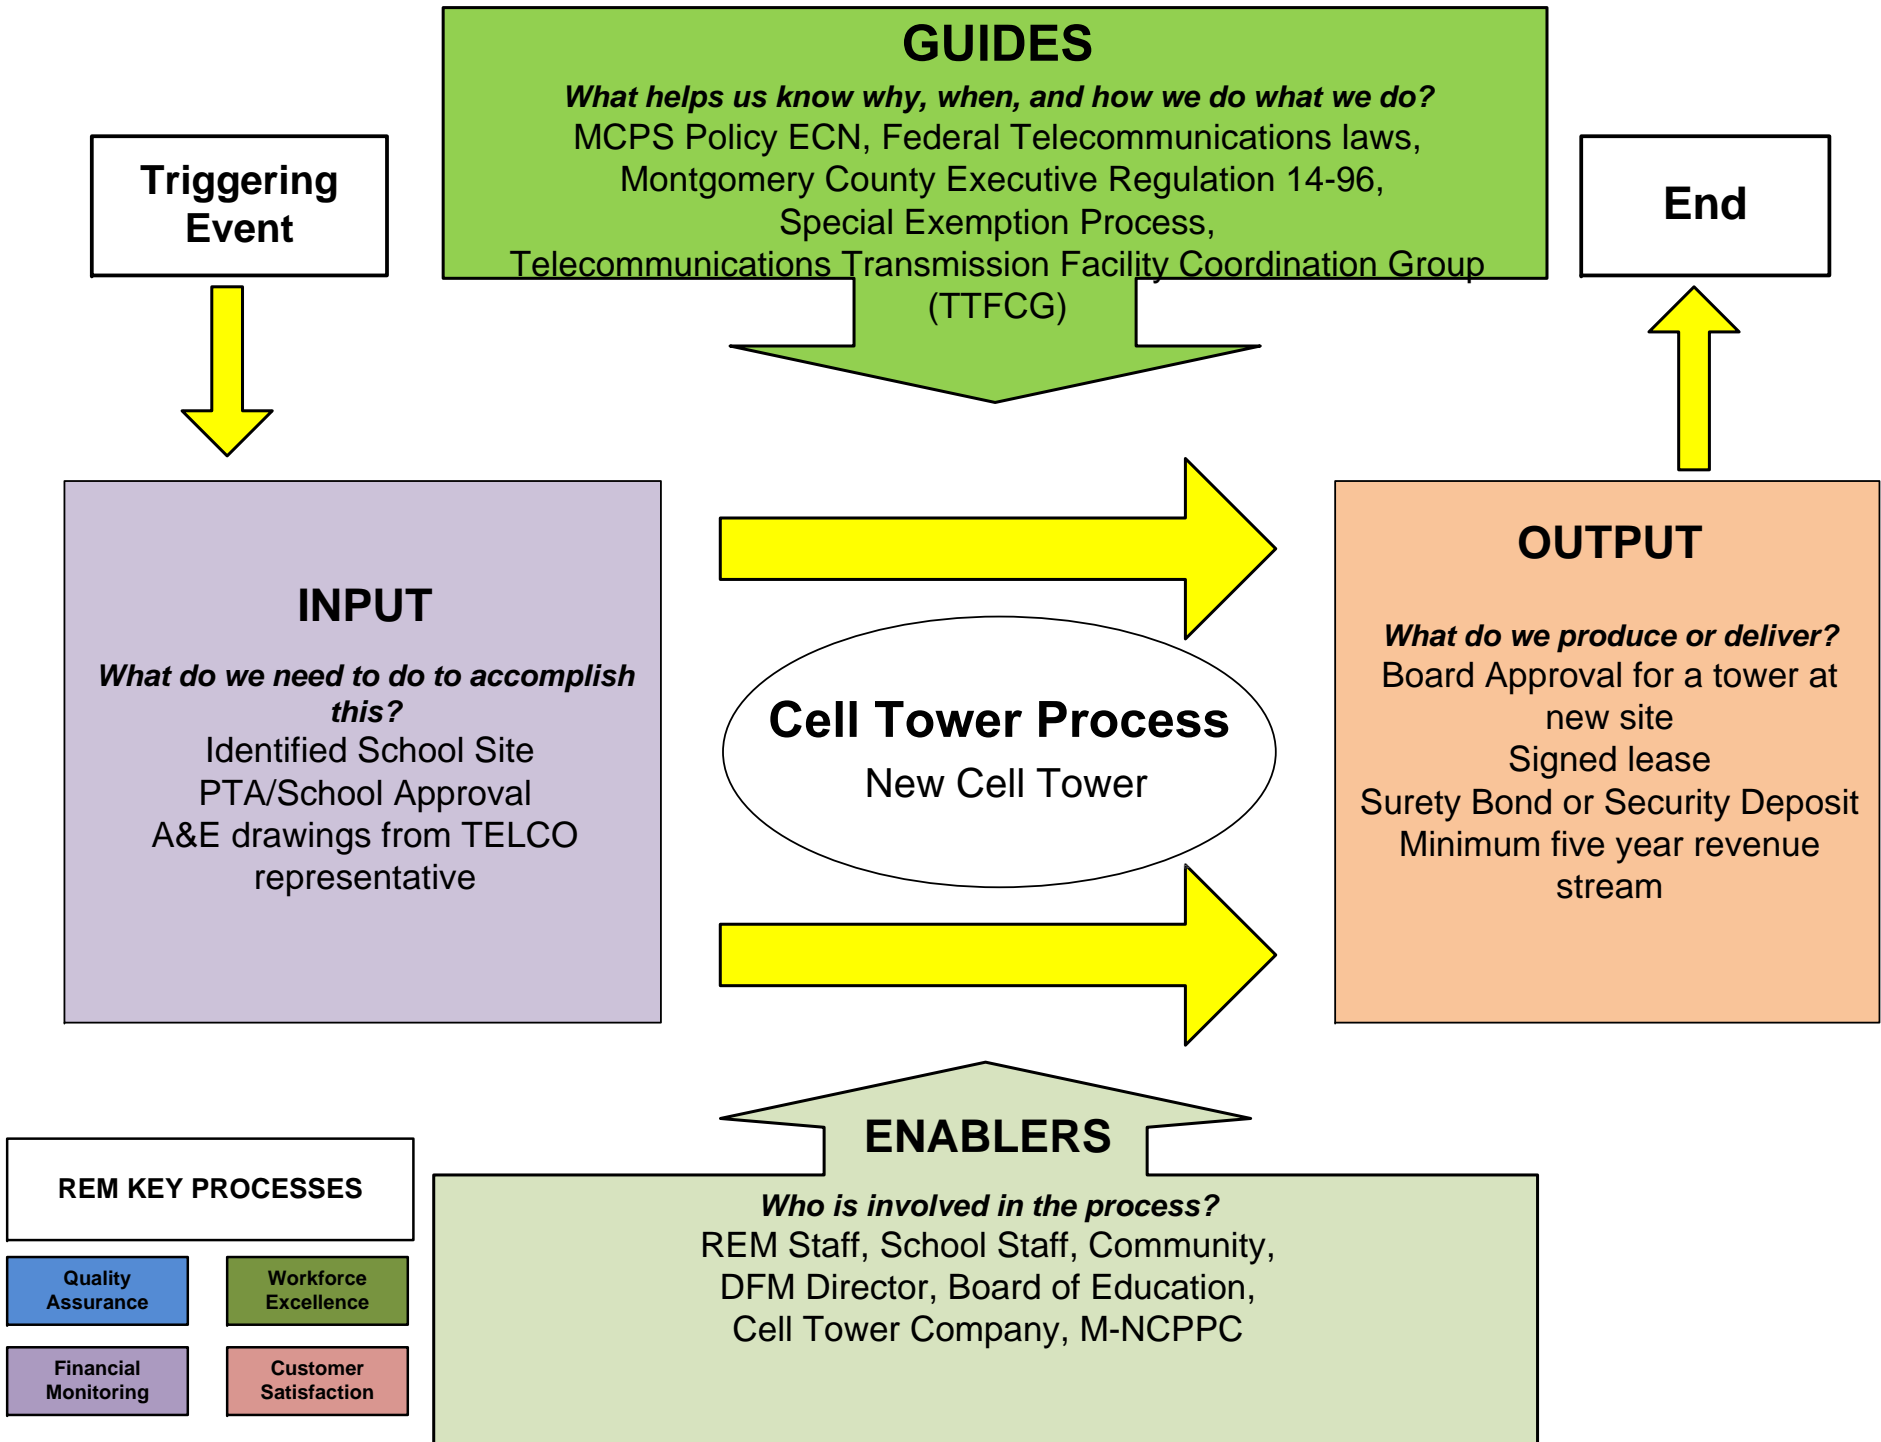 GUIDES
What helps us know why, when, and how we do what we do?
MCPS Policy ECN, Federal Telecommunications laws,
Montgomery County Executive Regulation 14-96,
Special Exemption Process,
Telecommunications Transmission Facility Coordination Group
(TTFCG)
Triggering
Event
End
INPUT
What do we need to do to accomplish
this?
Identified School Site
PTA/School Approval
A&E drawings from TELCO
representative
Cell Tower Process
New Cell Tower
OUTPUT
What do we produce or deliver?
Board Approval for a tower at
new site
Signed lease
Surety Bond or Security Deposit
Minimum five year revenue
stream
ENABLERS
Who is involved in the process?
REM Staff, School Staff, Community,
DFM Director, Board of Education,
Cell Tower Company, M-NCPPC
REM KEY PROCESSES
Quality
Assurance
Workforce
Excellence
Financial
Monitoring
Customer
Satisfaction